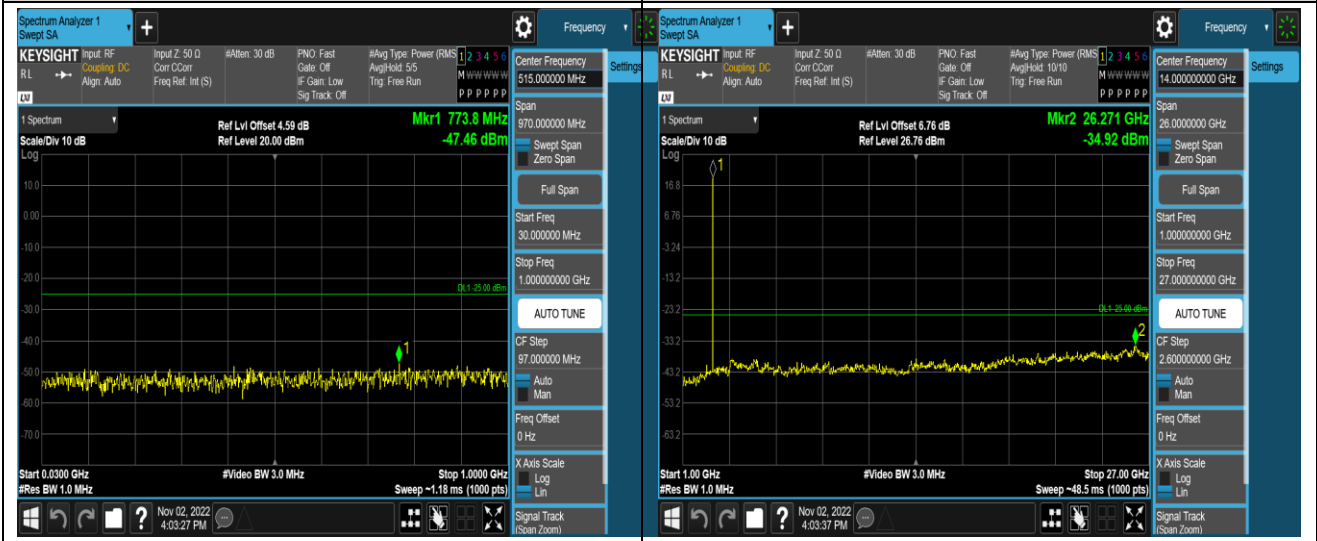 Spectrum Analyzer 1
Swept SA
Frequency
KEYSIGHT
Input: RF
Coupling: DC
Align: Auto
Input Z: 50 Ω
Corr CCorr
Freq Ref: Int (S)
#Atten: 30 dB
PNO: Fast
Gate: Off
IF Gain: Low
Sig Track: Off
#Avg Type: Power (RMS
Avg|Hold: 5/5
Trig: Free Run
1 2 3 4 5 6
M W W W W W
P P P P P P
RL
LXI
Center Frequency
515.000000 MHz
Settings
1 Spectrum
Scale/Div 10 dB
Log
Ref Lvl Offset 4.59 dB
Ref Level 20.00 dBm
Mkr1 773.8 MHz
-47.46 dBm
Span
970.000000 MHz
Swept Span
Zero Span
Full Span
Start Freq
30.000000 MHz
Stop Freq
1.000000000 GHz
AUTO TUNE
CF Step
97.000000 MHz
Auto
Man
Freq Offset
0 Hz
X Axis Scale
Log
Lin
Signal Track
(Span Zoom)
10.0
0.00
-10.0
-20.0
DL1 -25.00 dBm
-30.0
-40.0
1
-50.0
-60.0
-70.0
Start 0.0300 GHz
#Res BW 1.0 MHz
#Video BW 3.0 MHz
Stop 1.0000 GHz
Sweep ~1.18 ms (1000 pts)
?
Nov 02, 2022
4:03:27 PM
Spectrum Analyzer 1
Swept SA
Frequency
KEYSIGHT
Input: RF
Coupling: DC
Align: Auto
Input Z: 50 Ω
Corr CCorr
Freq Ref: Int (S)
#Atten: 30 dB
PNO: Fast
Gate: Off
IF Gain: Low
Sig Track: Off
#Avg Type: Power (RMS
Avg|Hold: 10/10
Trig: Free Run
1 2 3 4 5 6
M W W W W W
P P P P P P
RL
LXI
Center Frequency
14.000000000 GHz
Settings
1 Spectrum
Scale/Div 10 dB
Log
Ref Lvl Offset 6.76 dB
Ref Level 26.76 dBm
Mkr2 26.271 GHz
-34.92 dBm
Span
26.0000000 GHz
Swept Span
Zero Span
Full Span
Start Freq
1.000000000 GHz
Stop Freq
27.00000000 GHz
AUTO TUNE
CF Step
2.600000000 GHz
Auto
Man
Freq Offset
0 Hz
X Axis Scale
Log
Lin
Signal Track
(Span Zoom)
1
16.8
6.76
-3.24
-13.2
-23.2
DL1 -25.00 dBm
-33.2
2
-43.2
-53.2
-63.2
Start 1.00 GHz
#Res BW 1.0 MHz
#Video BW 3.0 MHz
Stop 27.00 GHz
Sweep ~48.5 ms (1000 pts)
?
Nov 02, 2022
4:03:37 PM